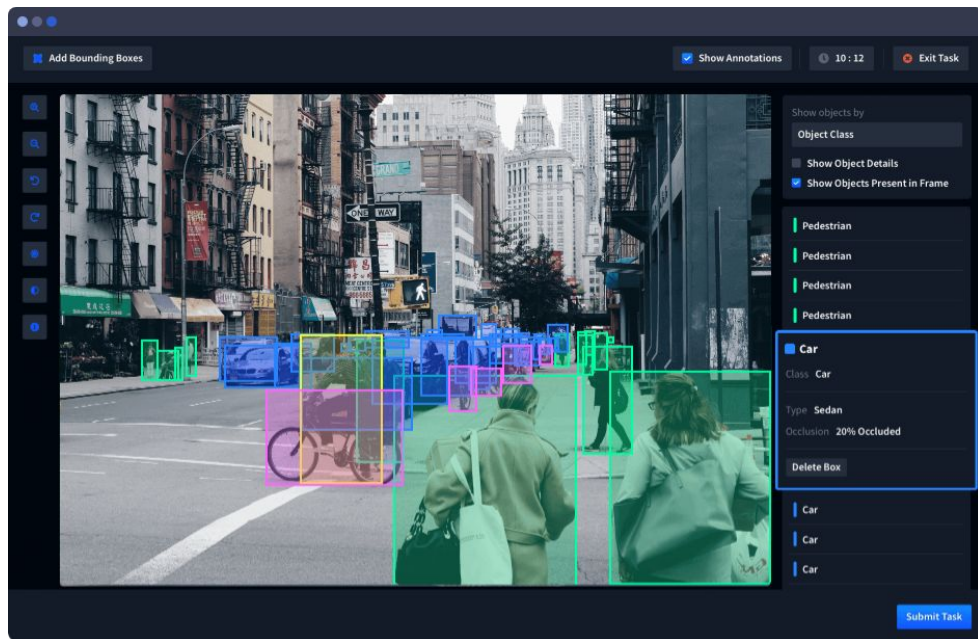 Add Bounding Boxes
Show Annotations
10 : 12
Exit Task
Show objects by
Object Class
Show Object Details
Show Objects Present in Frame
Pedestrian
Pedestrian
Pedestrian
Pedestrian
Car
Class Car
Type Sedan
Occlusion 20% Occluded
Delete Box
Car
Car
Car
Submit Task
GRAND
ONE WAY